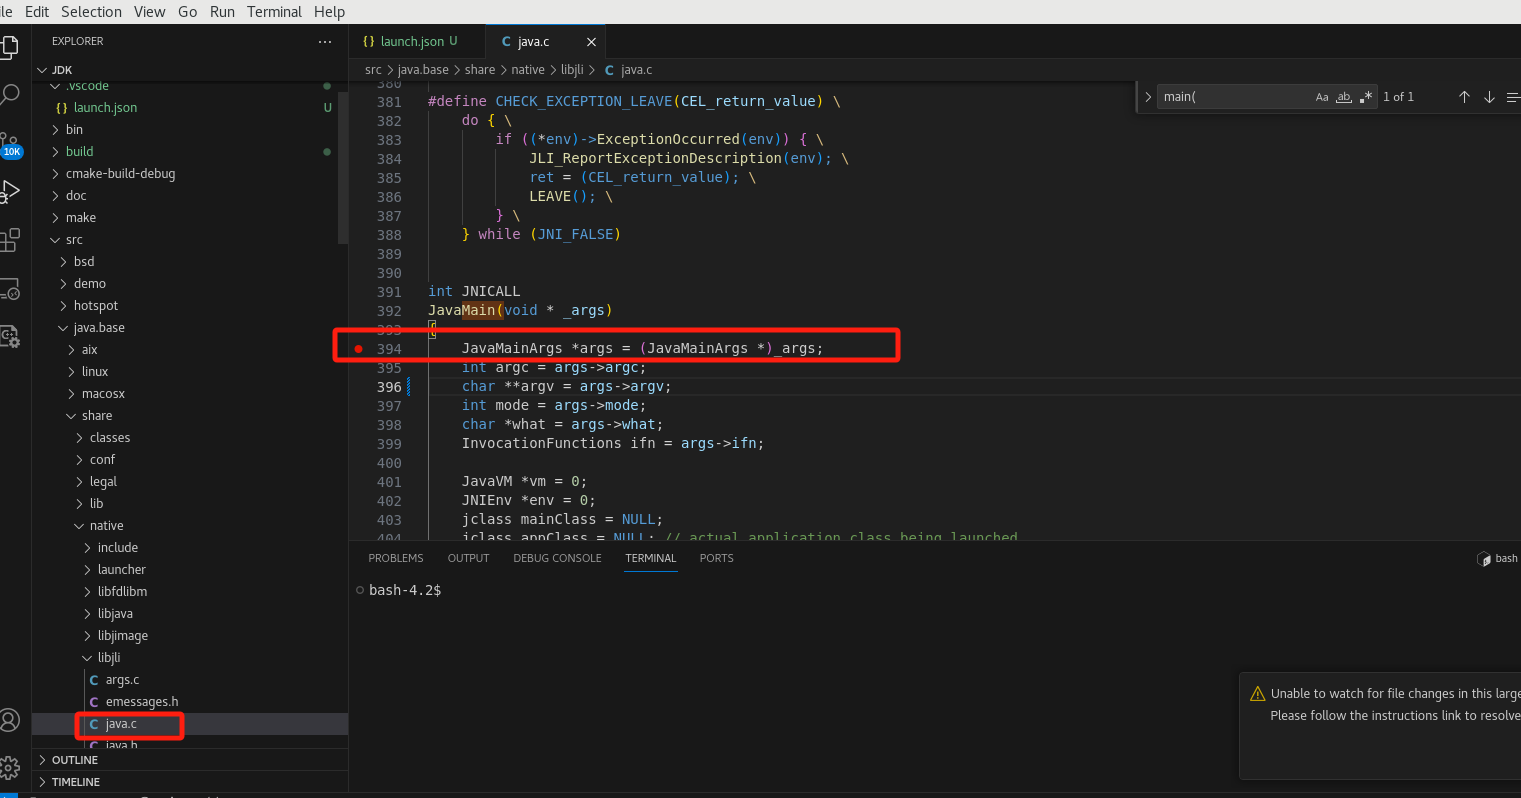 ile Edit Selection View Go Run Terminal Help
EXPLORER ···
JDK
.vscode
{} launch.json U
bin
build
cmake-build-debug
doc
make
src
bsd
demo
hotspot
java.base
aix
linux
macosx
share
classes
conf
legal
lib
native
include
launcher
libfdlibm
libjava
libjimage
libjli
C args.c
C emessages.h
C java.c
C java.h
OUTLINE
TIMELINE
10K
{} launch.json U
C java.c
src > java.base > share > native > libjli > C java.c
main(
Aa ab .* 1 of 1
380
381 #define CHECK_EXCEPTION_LEAVE(CEL_return_value) \
382 do { \
383 if ((*env)->ExceptionOccurred(env)) { \
384 JLI_ReportExceptionDescription(env); \
385 ret = (CEL_return_value); \
386 LEAVE(); \
387 } \
388 } while (JNI_FALSE)
389
390
391 int JNICALL
392 JavaMain(void * _args)
393 {
394 JavaMainArgs *args = (JavaMainArgs *)_args;
395 int argc = args->argc;
396 char **argv = args->argv;
397 int mode = args->mode;
398 char *what = args->what;
399 InvocationFunctions ifn = args->ifn;
400
401 JavaVM *vm = 0;
402 JNIEnv *env = 0;
403 jclass mainClass = NULL;
404 jclass appClass = NULL; // actual application class being launched
PROBLEMS OUTPUT DEBUG CONSOLE TERMINAL PORTS
bash
bash-4.2$
Unable to watch for file changes in this large
Please follow the instructions link to resolve